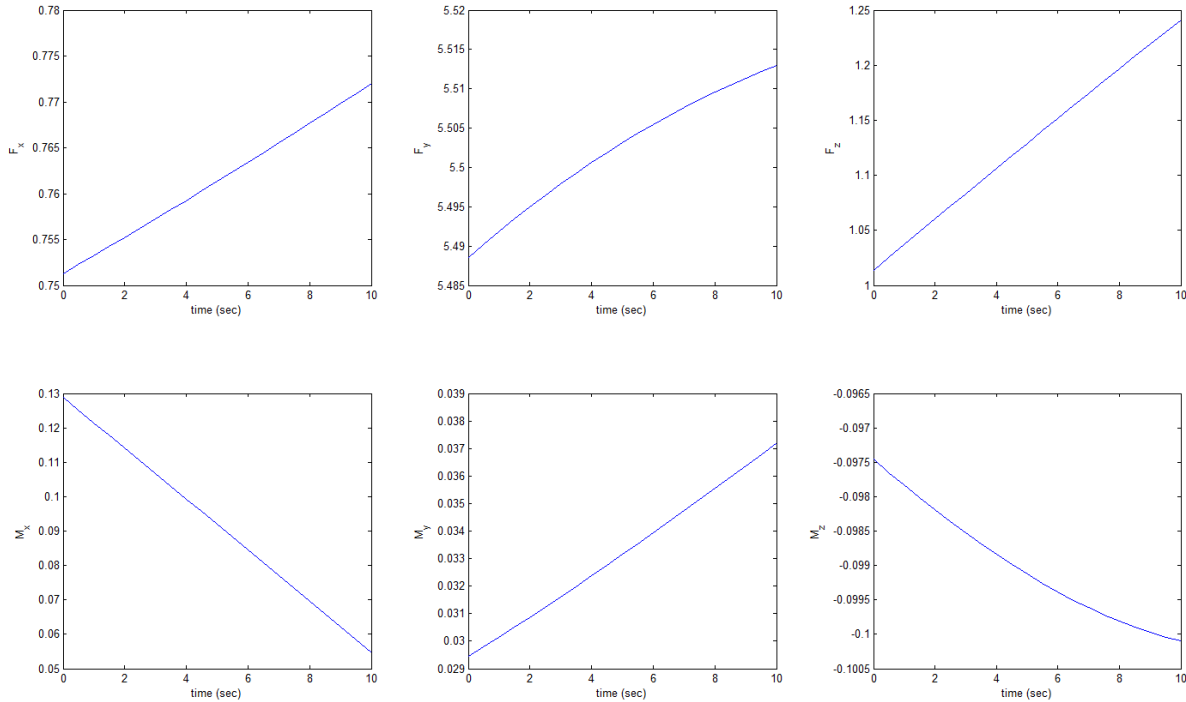 0.78
0.775
0.77
0.765
0.76
0.755
0.75
F_x
0 2 4 6 8 10
time (sec)
5.52
5.515
5.51
5.505
5.5
5.495
5.49
5.485
F_y
0 2 4 6 8 10
time (sec)
1.25
1.2
1.15
1.1
1.05
1
F_z
0 2 4 6 8 10
time (sec)
0.13
0.12
0.11
0.1
0.09
0.08
0.07
0.06
0.05
M_x
0 2 4 6 8 10
time (sec)
0.039
0.038
0.037
0.036
0.035
0.034
0.033
0.032
0.031
0.03
0.029
M_y
0 2 4 6 8 10
time (sec)
-0.0965
-0.097
-0.0975
-0.098
-0.0985
-0.099
-0.0995
-0.1
-0.1005
M_z
0 2 4 6 8 10
time (sec)